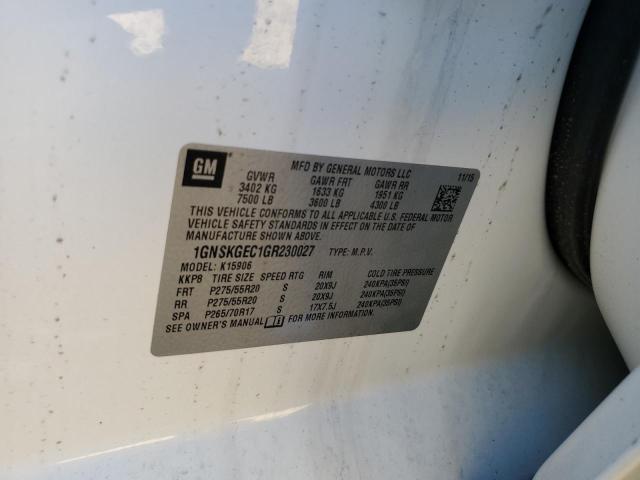 GM
MFD BY GENERAL MOTORS LLC 11/15
GVWR GAWR FRT GAWR RR
3402 KG 1633 KG 1951 KG
7500 LB 3600 LB 4300 LB
THIS VEHICLE CONFORMS TO ALL APPLICABLE U.S. FEDERAL MOTOR
VEHICLE SAFETY STANDARDS IN EFFECT ON THE DATE OF
MANUFACTURE SHOWN ABOVE.
1GNSKGEC1GR230027 TYPE: M.P.V.
MODEL: K15906
KKP8 TIRE SIZE SPEED RTG RIM COLD TIRE PRESSURE
FRT P275/55R20 S 20X9J 240KPA(35PSI)
RR P275/55R20 S 20X9J 240KPA(35PSI)
SPA P265/70R17 S 17X7.5J 240KPA(35PSI)
SEE OWNER'S MANUAL FOR MORE INFORMATION